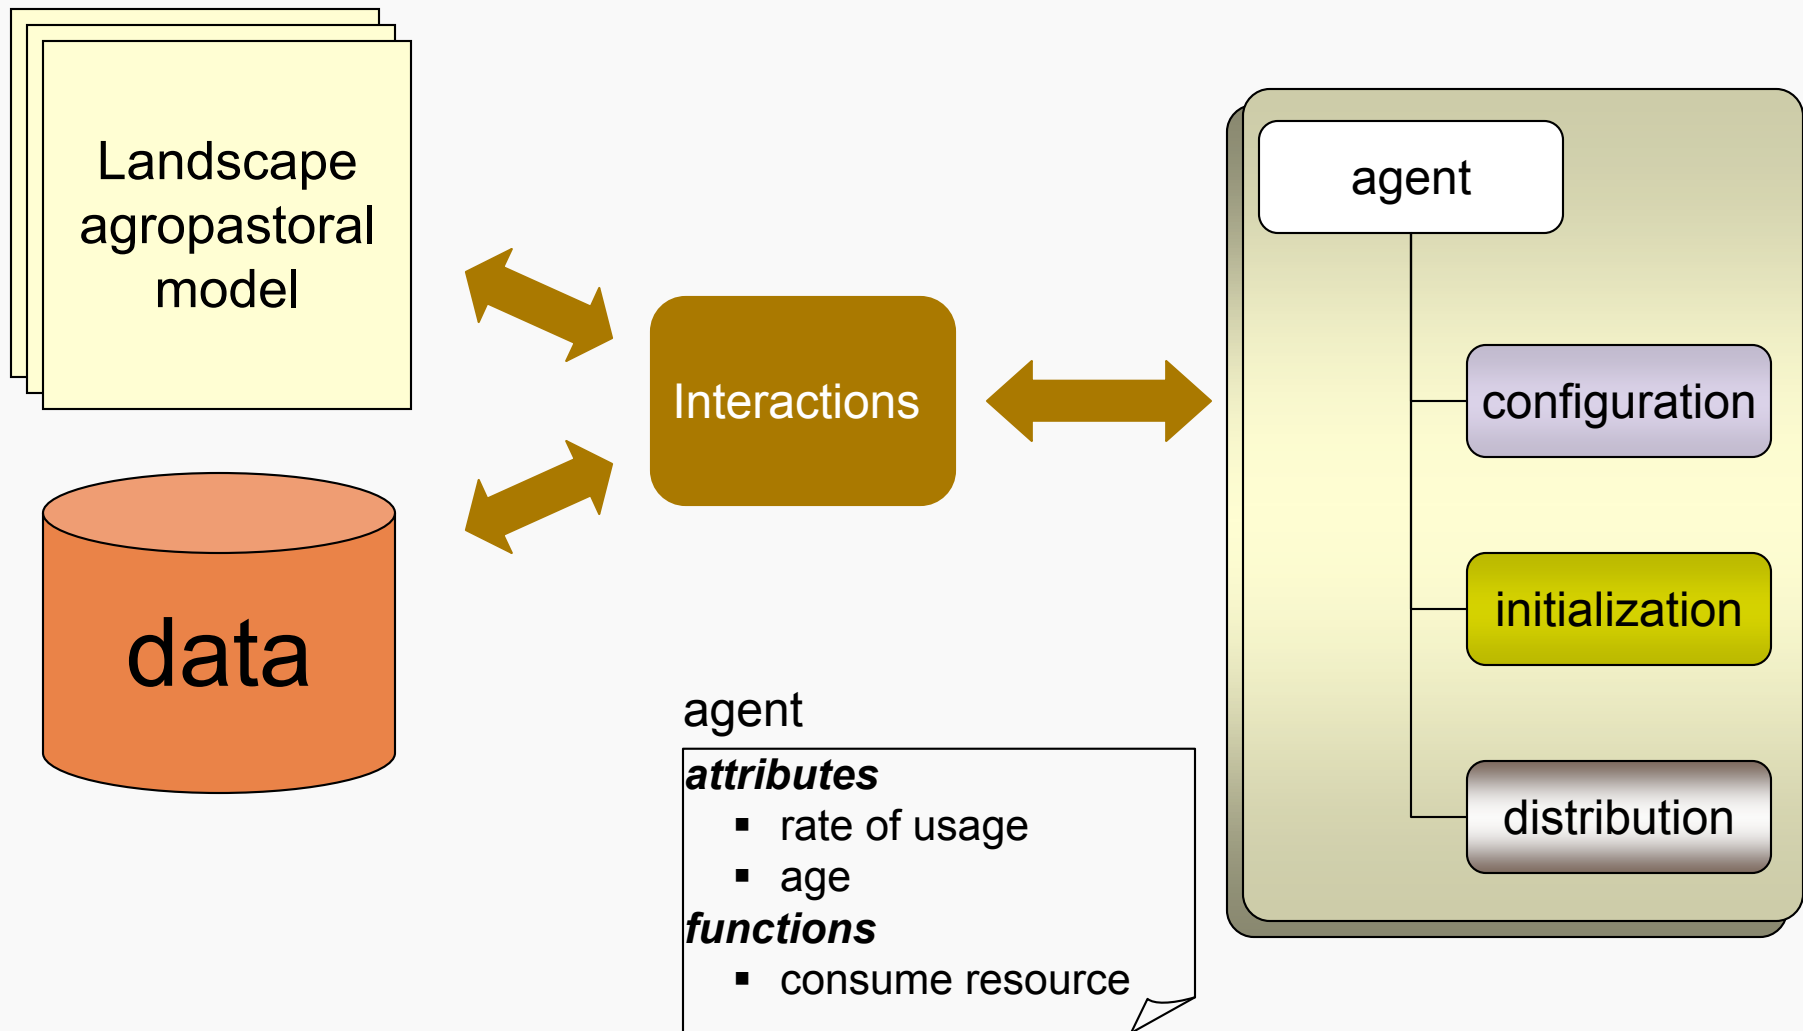 Landscape
agropastoral
model
data
Interactions
agent
configuration
initialization
distribution
agent
attributes
▪ rate of usage
▪ age
functions
▪ consume resource